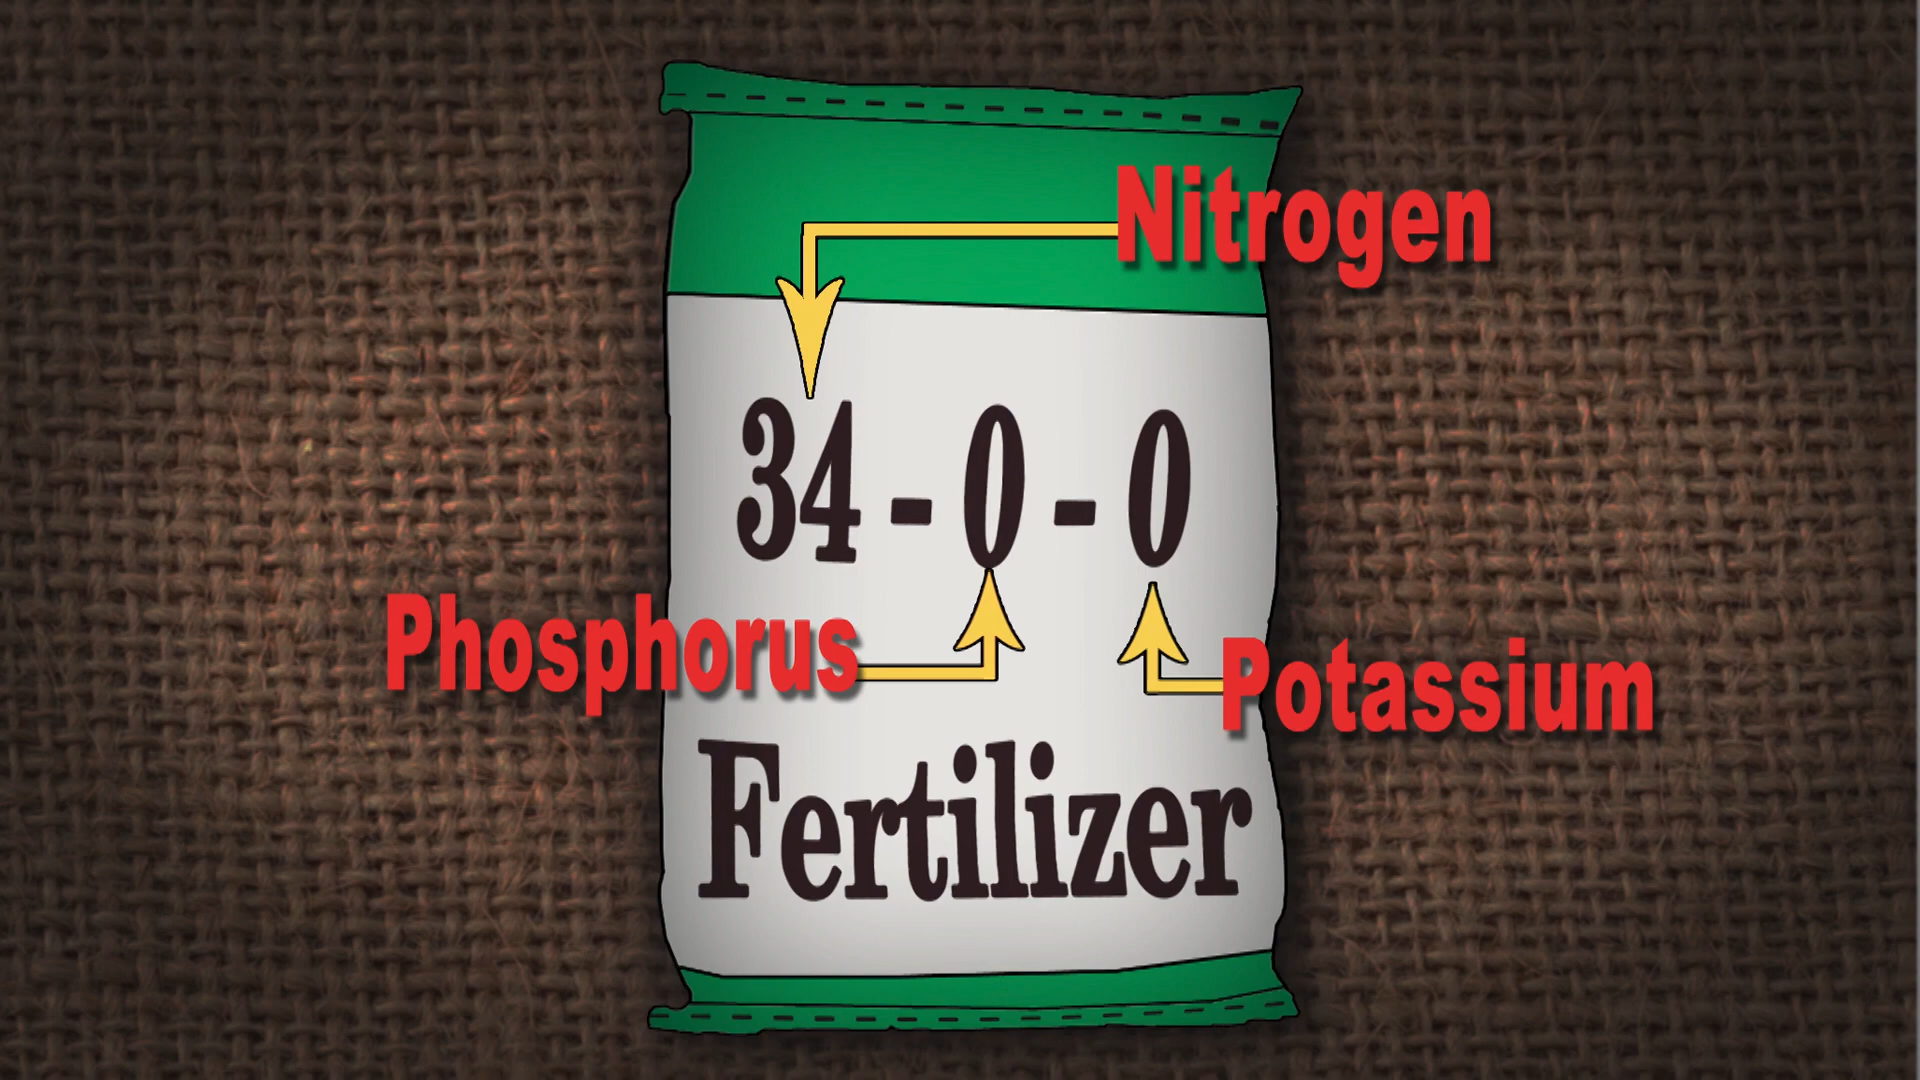 Nitrogen
34 - 0 - 0
Phosphorus
Potassium
Fertilizer